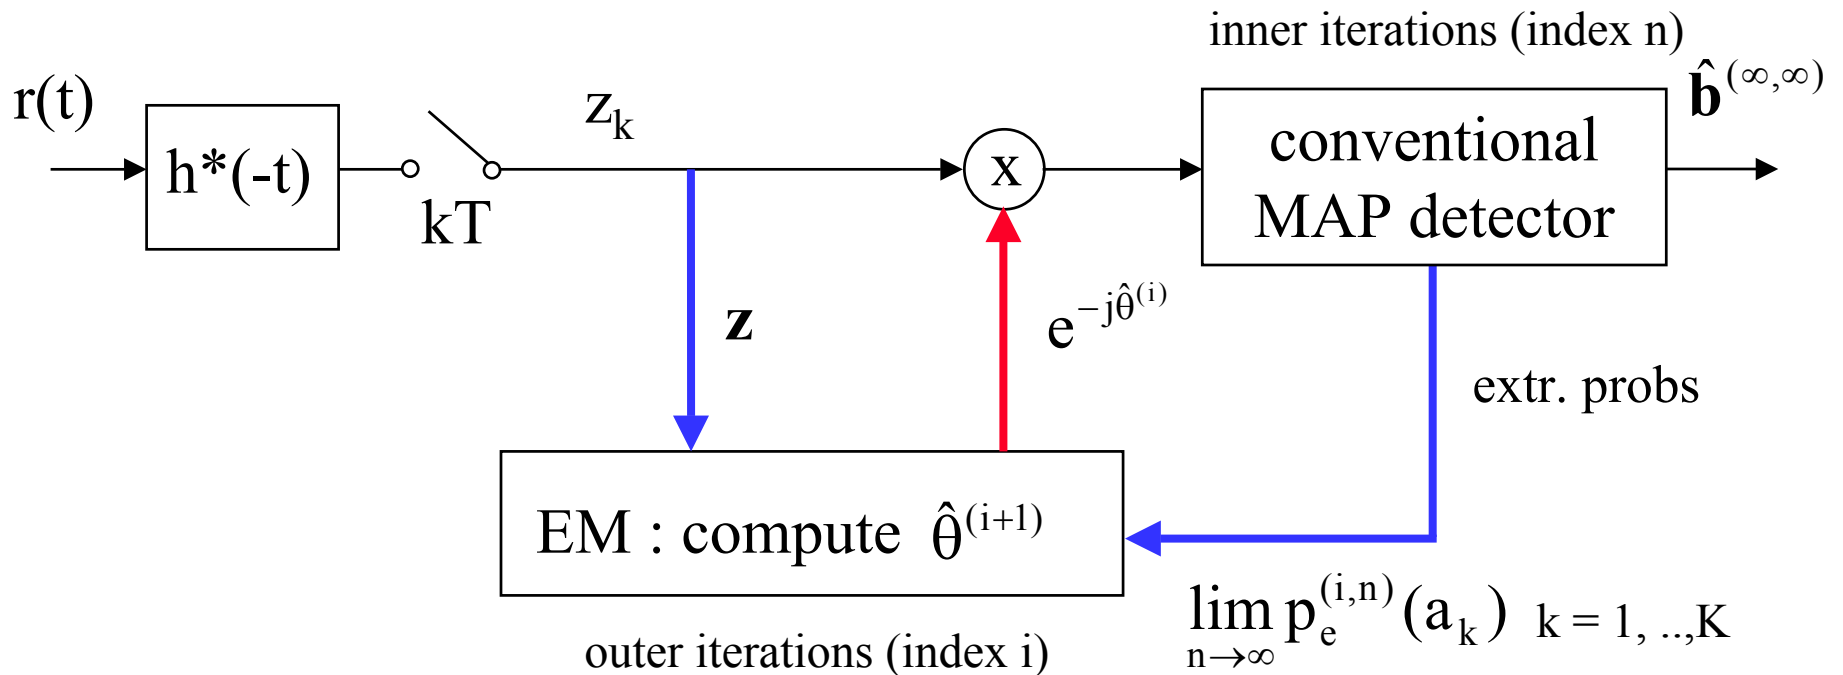 inner iterations (index n)
r(t)
h*(-t)
kT
z_k
x
conventional
MAP detector
b̂^(∞,∞)
z
e^{-jθ̂^(i)}
extr. probs
EM : compute θ̂^(i+1)
lim_{n→∞} p_e^{(i,n)}(a_k) k = 1, ..,K
outer iterations (index i)